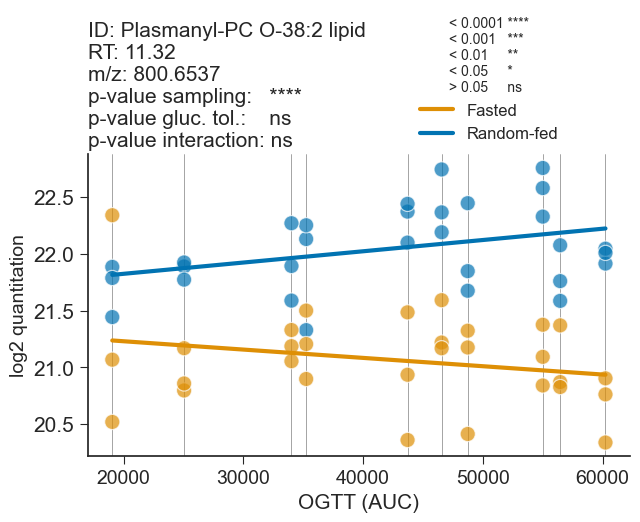 ID: Plasmanyl-PC O-38:2 lipid
RT: 11.32
m/z: 800.6537
p-value sampling: ****
p-value gluc. tol.: ns
p-value interaction: ns
< 0.0001 ****
< 0.001 ***
< 0.01 **
< 0.05 *
> 0.05 ns
Fasted
Random-fed
22.5
22.0
21.5
21.0
20.5
log2 quantitation
20000 30000 40000 50000 60000
OGTT (AUC)